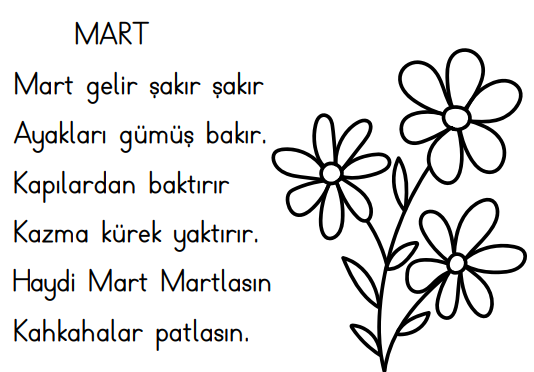 MART
Mart gelir şakır şakır
Ayakları gümüş bakır.
Kapılardan baktırır
Kazma kürek yaktırır.
Haydi Mart Martlasın
Kahkahalar patlasın.